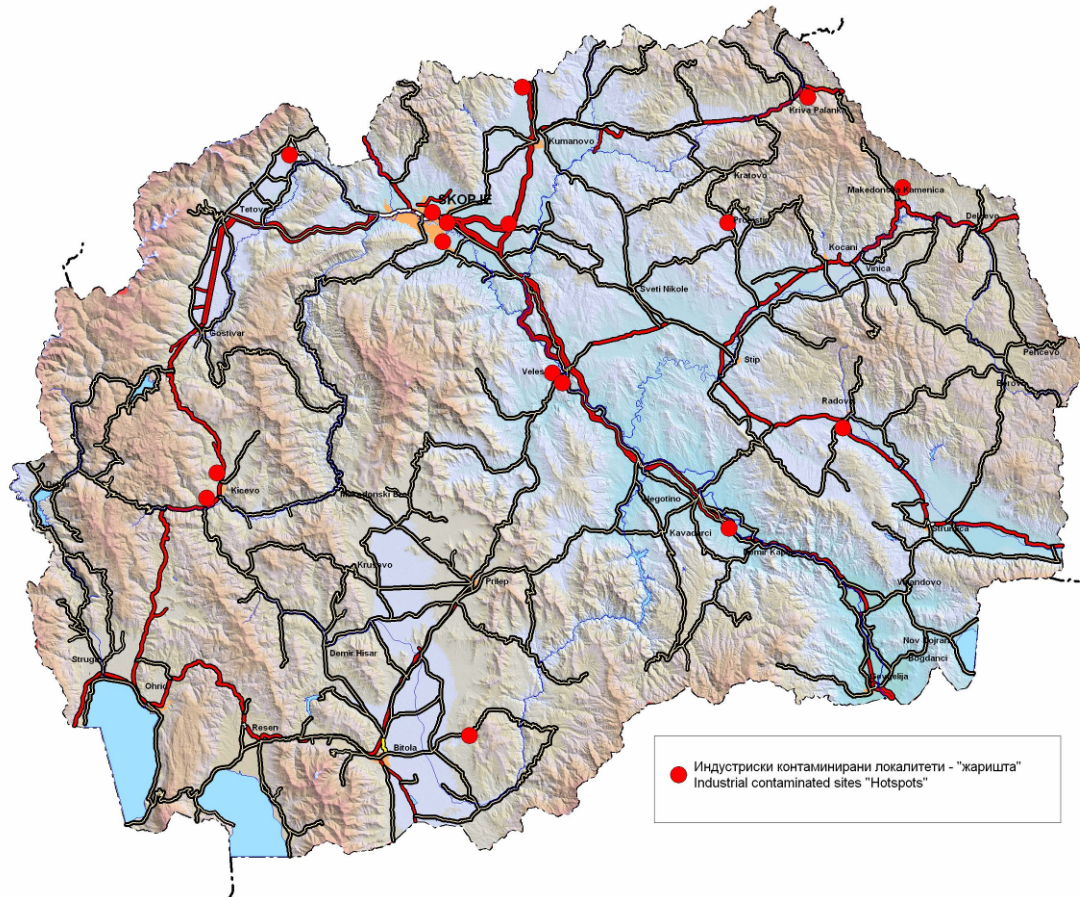 Kriva Palank
Kumanovo
Kratovo
Makedonska Kamenica
SKOPJE
Tetovo
Probistip
Delcevo
Kocani
Vinica
Sveti Nikole
Gostivar
Stip
Pehcevo
Veles
Berovo
Radovis
Kicevo
Makedonski Brod
Negotino
Kavadarci
Strumica
Demir Kapija
Krusevo
Prilep
Valandovo
Nov Dojran
Demir Hisar
Bogdanci
Struga
Gevgelija
Ohrid
Resen
Bitola
Индустриски контаминирани локалитети - "жаришта"
Industrial contaminated sites "Hotspots"